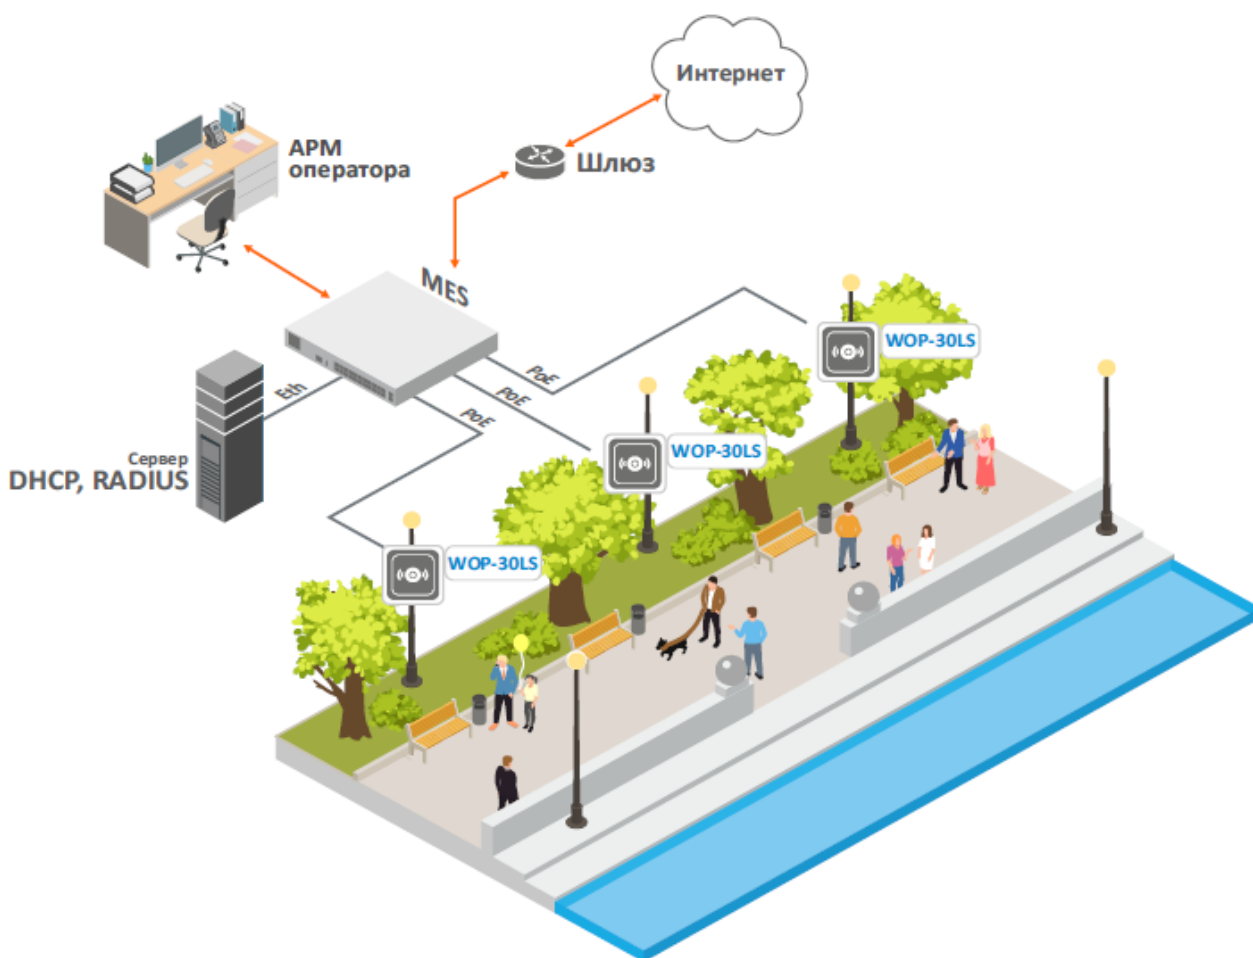 Интернет
АРМ
оператора
Шлюз
MES
WOP-30LS
PoE
Eth
PoE
PoE
WOP-30LS
Сервер
DHCP, RADIUS
WOP-30LS